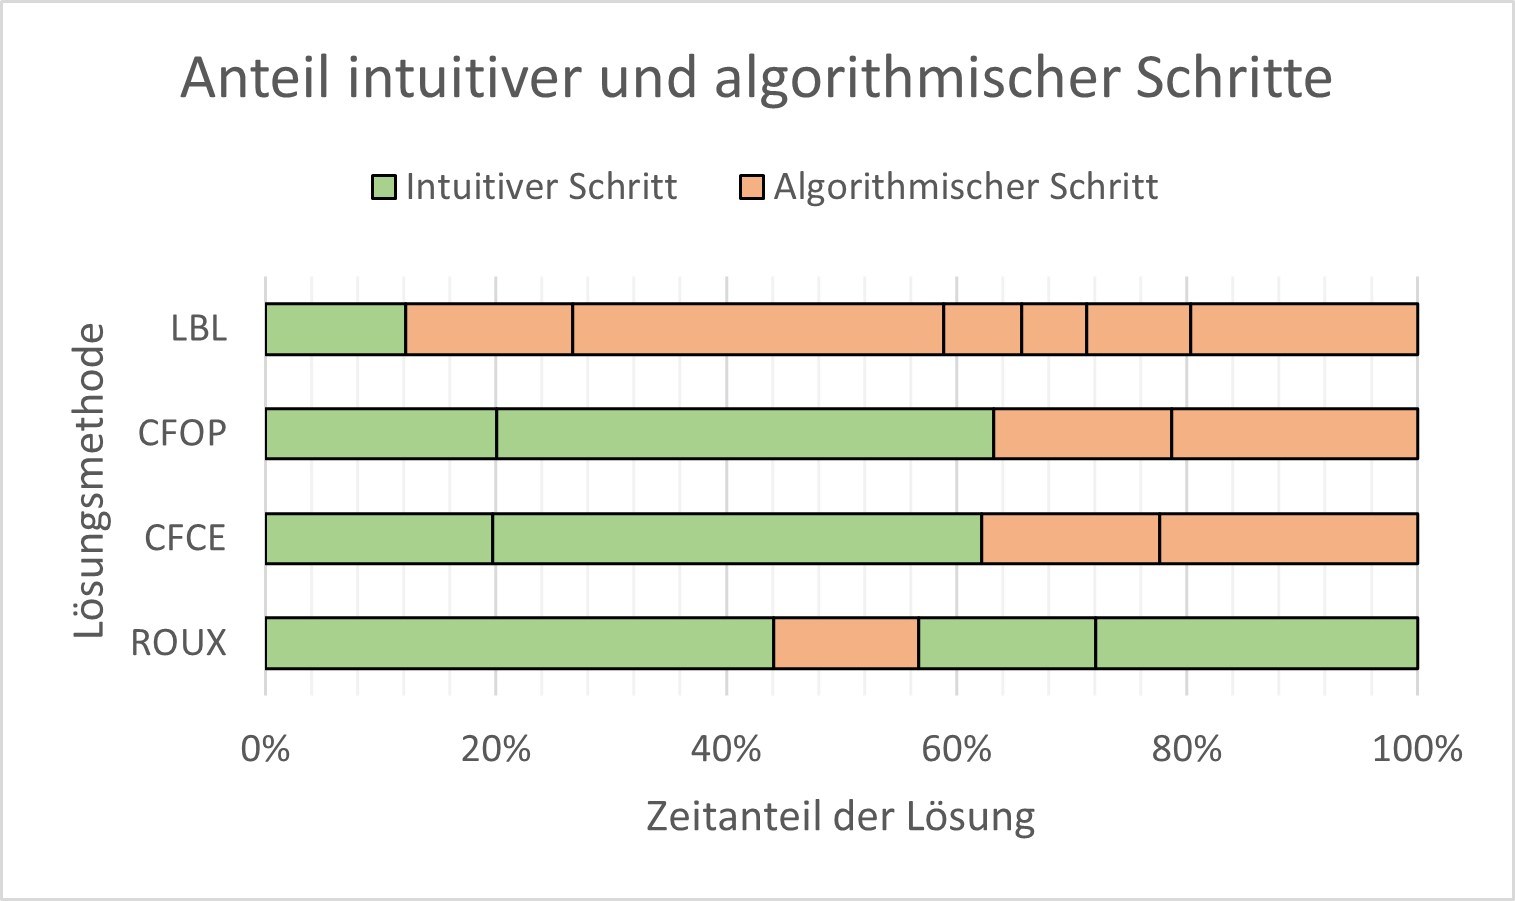 Anteil intuitiver und algorithmischer Schritte
Intuitiver Schritt
Algorithmischer Schritt
Lösungsmethode
LBL
CFOP
CFCE
ROUX
0% 20% 40% 60% 80% 100%
Zeitanteil der Lösung